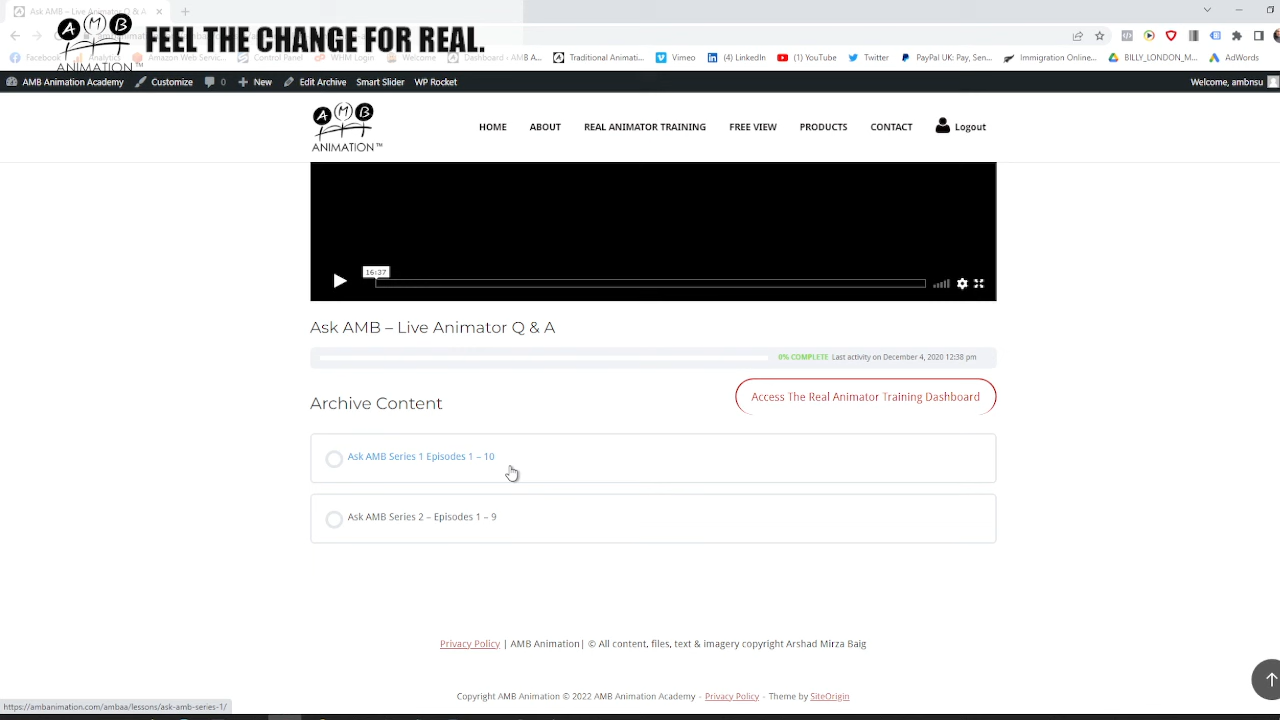 Ask AMB – Live Animator Q & A
A M B
ANIMATION™
FEEL THE CHANGE FOR REAL.
Facebook
Analytics
Amazon Web Servic...
Control Panel
WHM Login
Welcome
Dashboard ‹ AMB A...
Traditional Animati...
Vimeo
(4) LinkedIn
(1) YouTube
Twitter
PayPal UK: Pay, Sen...
Immigration Online...
BILLY_LONDON_M...
AdWords
AMB Animation Academy
Customize
0
New
Edit Archive
Smart Slider
WP Rocket
Welcome, ambnsu
A M B
ANIMATION™
HOME
ABOUT
REAL ANIMATOR TRAINING
FREE VIEW
PRODUCTS
CONTACT
Logout
16:37
Ask AMB – Live Animator Q & A
0% COMPLETE Last activity on December 4, 2020 12:38 pm
Archive Content
Access The Real Animator Training Dashboard
Ask AMB Series 1 Episodes 1 – 10
Ask AMB Series 2 – Episodes 1 – 9
Privacy Policy | AMB Animation| © All content, files, text & imagery copyright Arshad Mirza Baig
Copyright AMB Animation © 2022 AMB Animation Academy - Privacy Policy - Theme by SiteOrigin
https://ambanimation.com/ambaa/lessons/ask-amb-series-1/